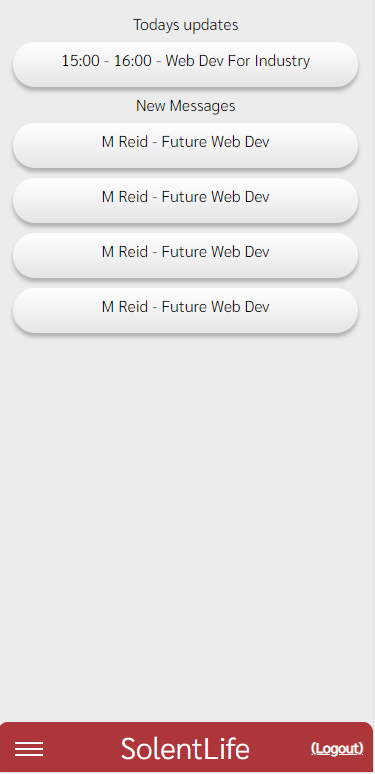 Todays updates
15:00 - 16:00 - Web Dev For Industry
New Messages
M Reid - Future Web Dev
M Reid - Future Web Dev
M Reid - Future Web Dev
M Reid - Future Web Dev
SolentLife
(Logout)